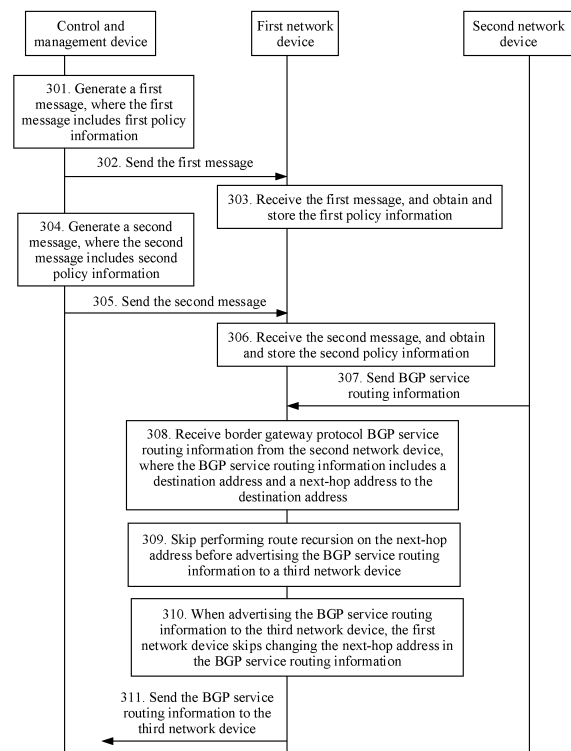 Control and
management device
First network
device
Second network
device
301. Generate a first
message, where the first
message includes first policy
information
302. Send the first message
303. Receive the first message, and obtain and
store the first policy information
304. Generate a second
message, where the second
message includes second
policy information
305. Send the second message
306. Receive the second message, and obtain
and store the second policy information
307. Send BGP service
routing information
308. Receive border gateway protocol BGP service
routing information from the second network device,
where the BGP service routing information includes a
destination address and a next-hop address to the
destination address
309. Skip performing route recursion on the next-hop
address before advertising the BGP service routing
information to a third network device
310. When advertising the BGP service routing
information to the third network device, the first
network device skips changing the next-hop address in
the BGP service routing information
311. Send the BGP service
routing information to the
third network device